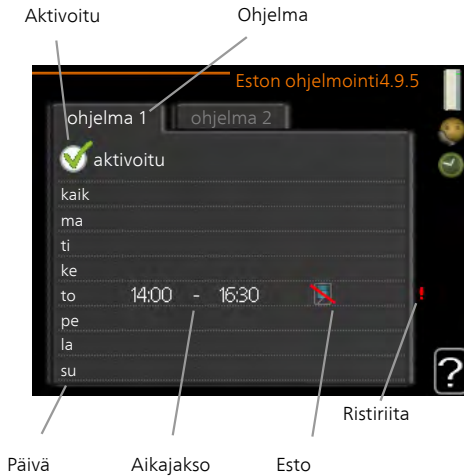 Aktivoitu Ohjelma
Eston ohjelmointi4.9.5
ohjelma 1 ohjelma 2
aktivoitu
kaik
ma
ti
ke
to 14:00 - 16:30 !
pe
la
su
?
Ristiriita
Päivä Aikajakso Esto